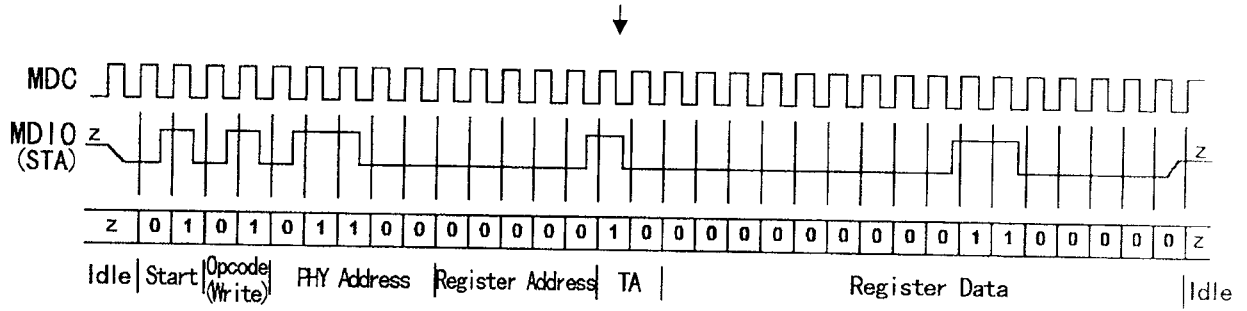 MDC
MDIO z z
(STA)
z 0 1 0 1 0 1 1 0 0 0 0 0 0 0 1 0 0 0 0 0 0 0 0 0 0 1 1 0 0 0 0 0 z
Idle Start Opcode (Write) PHY Address Register Address TA Register Data Idle